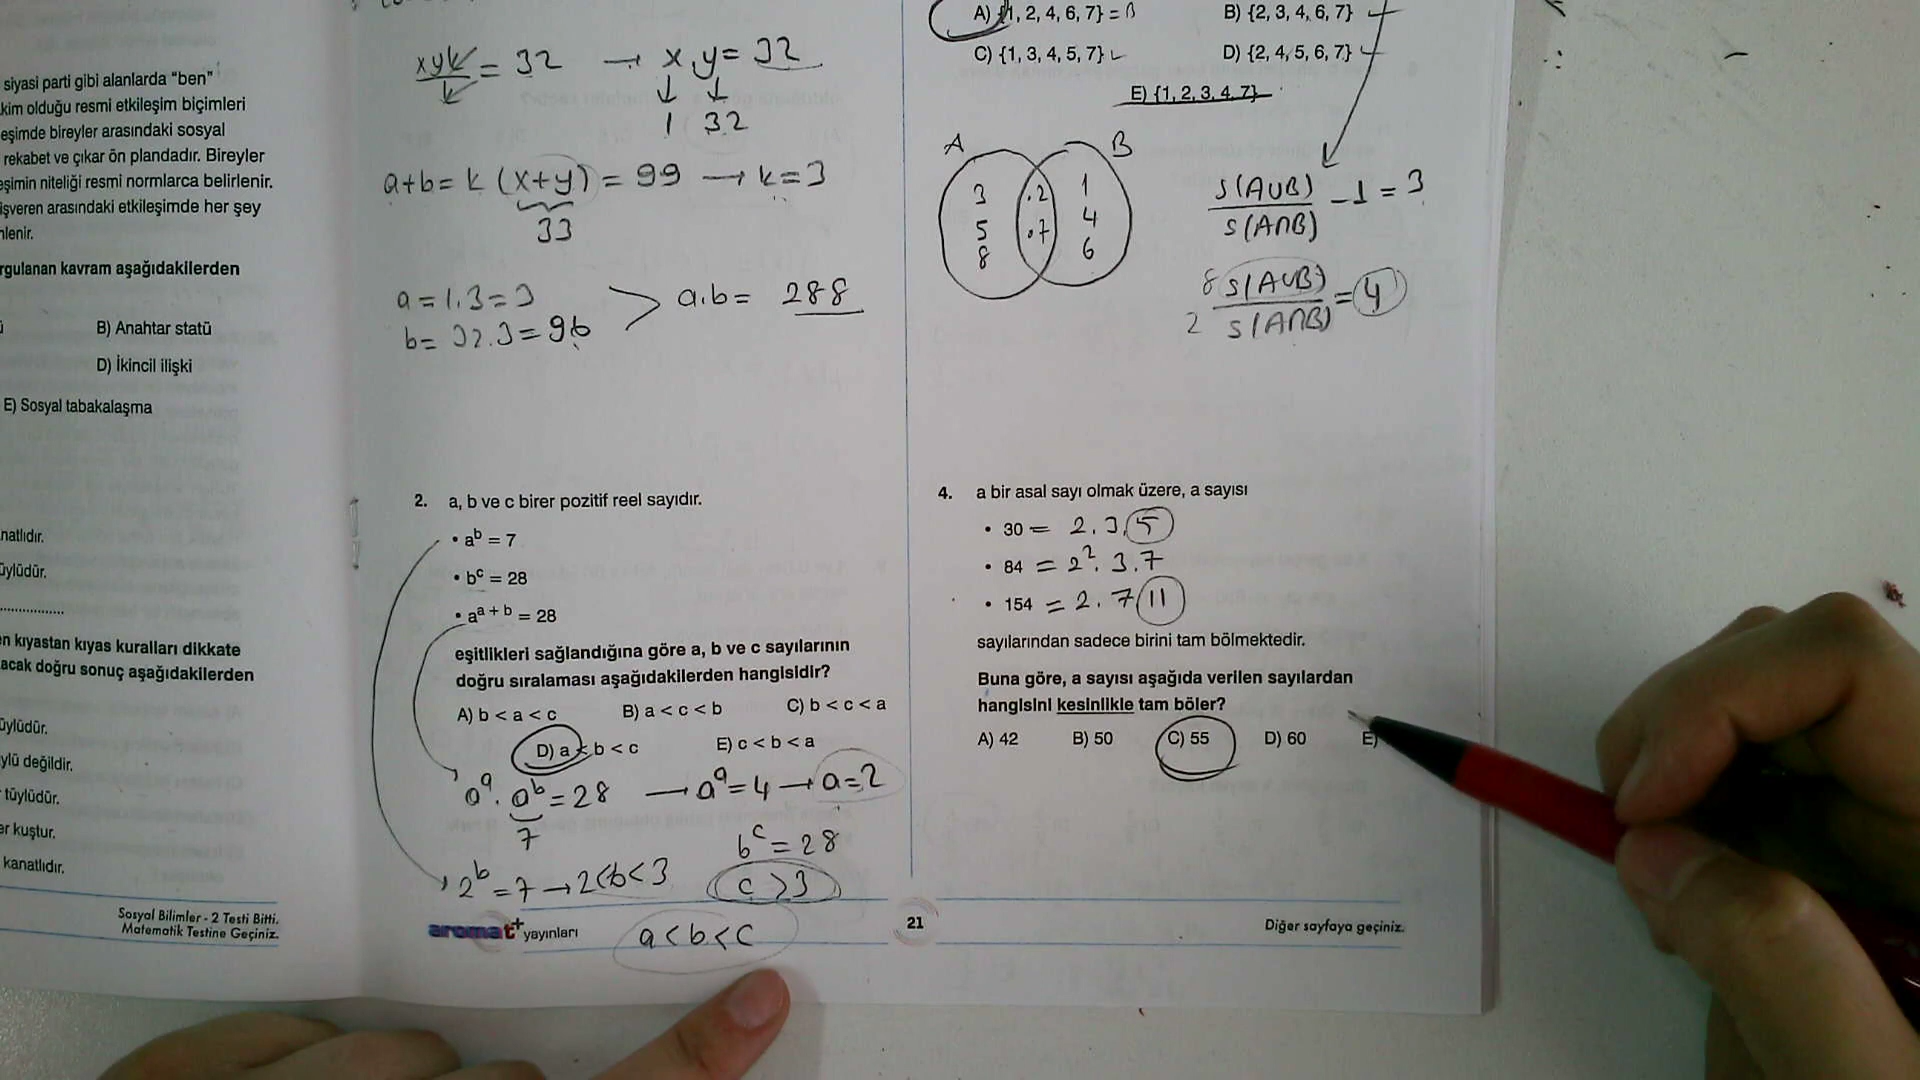 siyasi parti gibi alanlarda “ben”
kim olduğu resmi etkileşim biçimleri
eşimde bireyler arasındaki sosyal
rekabet ve çıkar ön plandadır. Bireyler
eşimin niteliği resmi normlarca belirlenir.
işveren arasındaki etkileşimde her şey
nlenir.
rgulanan kavram aşağıdakilerden
B) Anahtar statü
D) İkincil ilişki
E) Sosyal tabakalaşma
natlıdır.
üylüdür.
....................
en kıyastan kıyas kuralları dikkate
acak doğru sonuç aşağıdakilerden
üylüdür.
ylü değildir.
tüylüdür.
er kuştur.
kanatlıdır.
Sosyal Bilimler - 2 Testi Bitti.
Matematik Testine Geçiniz.
xyk/k = 32 → x.y = 32
1 32
a+b = k (x+y) = 99 → k=3
33
a = 1.3 = 3
b = 32.3 = 96
a.b = 288
2. a, b ve c birer pozitif reel sayıdır.
• a^b = 7
• b^c = 28
• a^(a + b) = 28
eşitlikleri sağlandığına göre a, b ve c sayılarının
doğru sıralaması aşağıdakilerden hangisidir?
A) b < a < c B) a < c < b C) b < c < a
D) a < b < c E) c < b < a
a^a . a^b = 28 → a^a = 4 → a=2
7
b^c = 28
2^b = 7 → 2<b<3 c>3
a<b<c
aromat+ yayınları
A) {1, 2, 4, 6, 7} = B B) {2, 3, 4, 6, 7}
C) {1, 3, 4, 5, 7} D) {2, 4, 5, 6, 7}
E) {1, 2, 3, 4, 7}
A B
3 .2 1
5 .7 4
8 6
s(A∪B)/s(A∩B) - 1 = 3
8 s(A∪B)/2 s(A∩B) = 4
4. a bir asal sayı olmak üzere, a sayısı
• 30 = 2.3.5
• 84 = 2².3.7
• 154 = 2.7.11
sayılarından sadece birini tam bölmektedir.
Buna göre, a sayısı aşağıda verilen sayılardan
hangisini kesinlikle tam böler?
A) 42 B) 50 C) 55 D) 60 E)
21
Diğer sayfaya geçiniz.